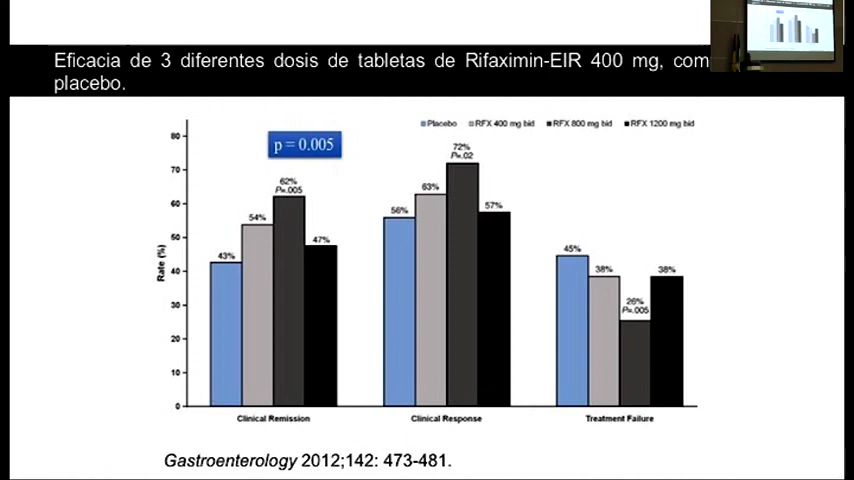 Eficacia de 3 diferentes dosis de tabletas de Rifaximin-EIR 400 mg, com
placebo.
p = 0.005
Placebo RFX 400 mg bid RFX 800 mg bid RFX 1200 mg bid
Rate (%)
80
70
60
50
40
30
20
10
0
43%
54%
62%
P=.005
47%
56%
63%
72%
P=.02
57%
45%
38%
26%
P=.005
38%
Clinical Remission Clinical Response Treatment Failure
Gastroenterology 2012;142: 473-481.